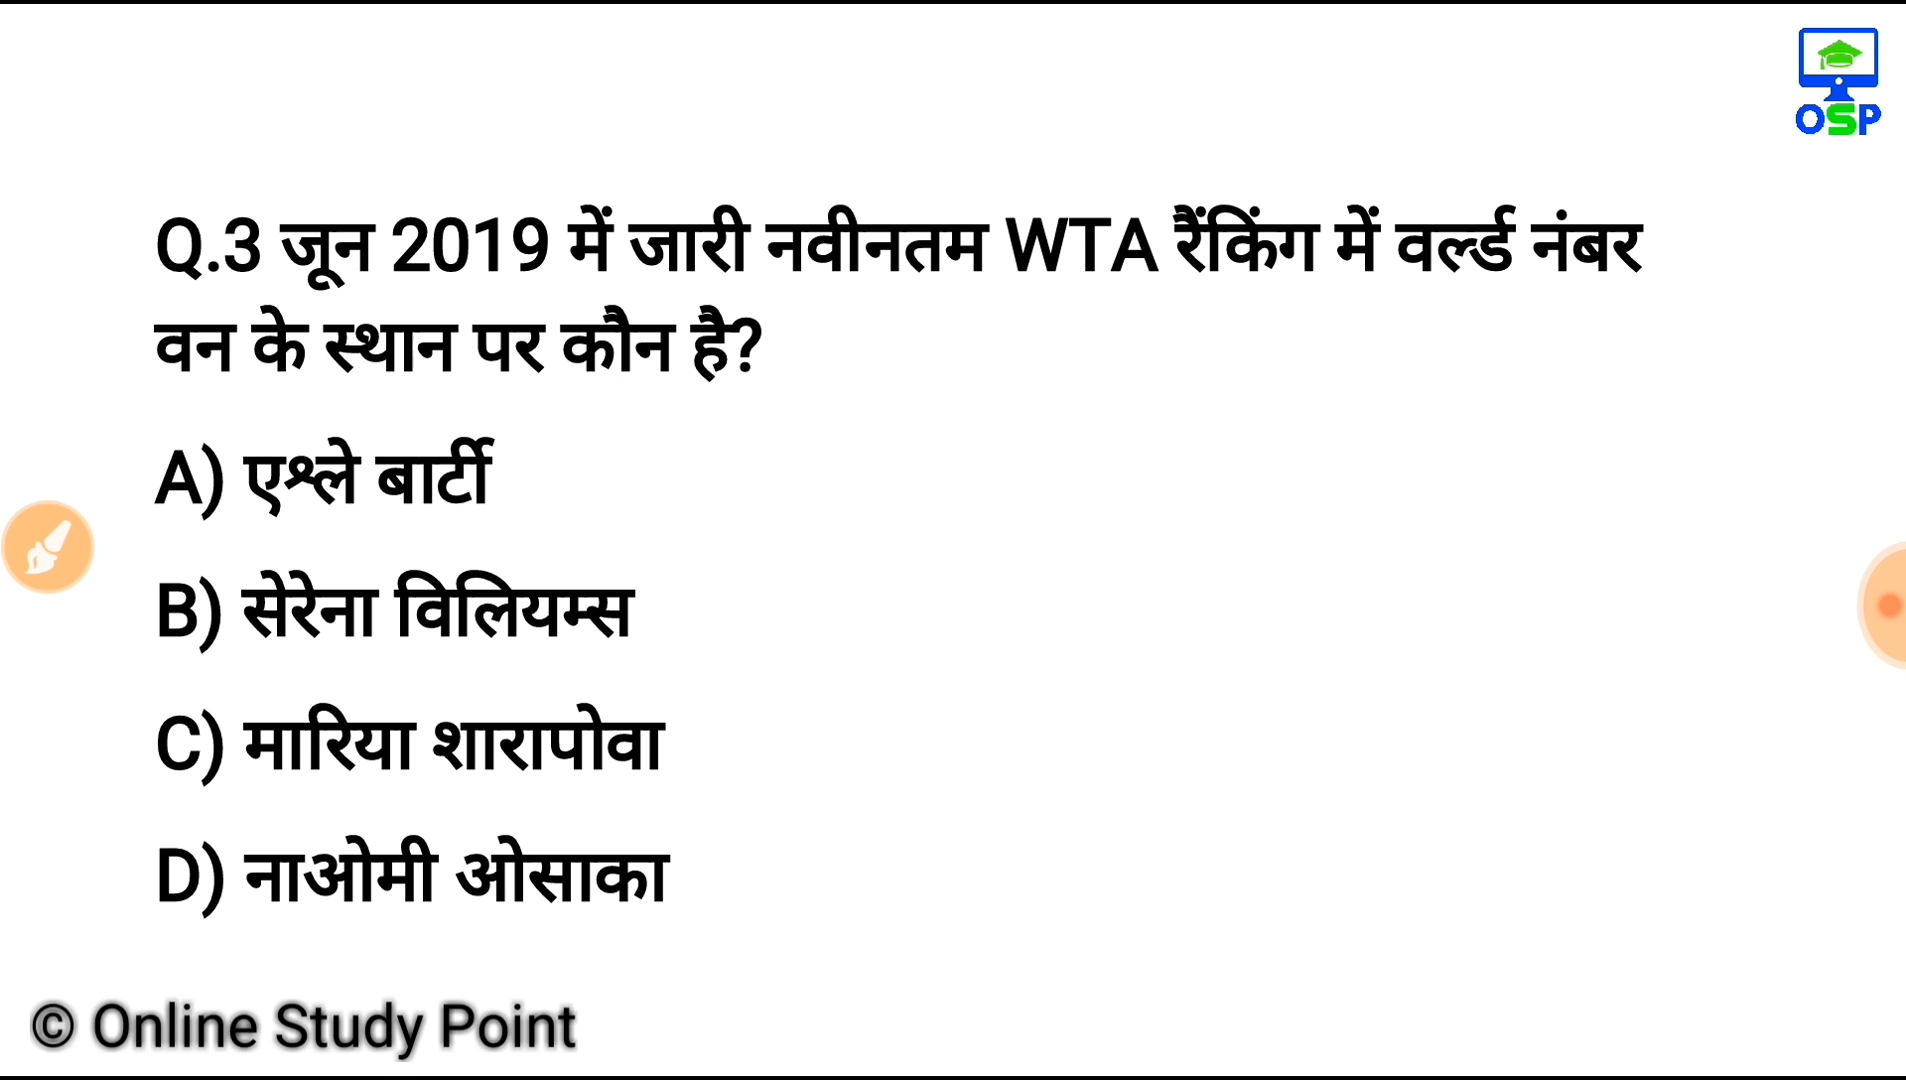 OSP
Q.3 जून 2019 में जारी नवीनतम WTA रैंकिंग में वर्ल्ड नंबर
वन के स्थान पर कौन है?
A) एश्ले बार्टी
B) सेरेना विलियम्स
C) मारिया शारापोवा
D) नाओमी ओसाका
© Online Study Point